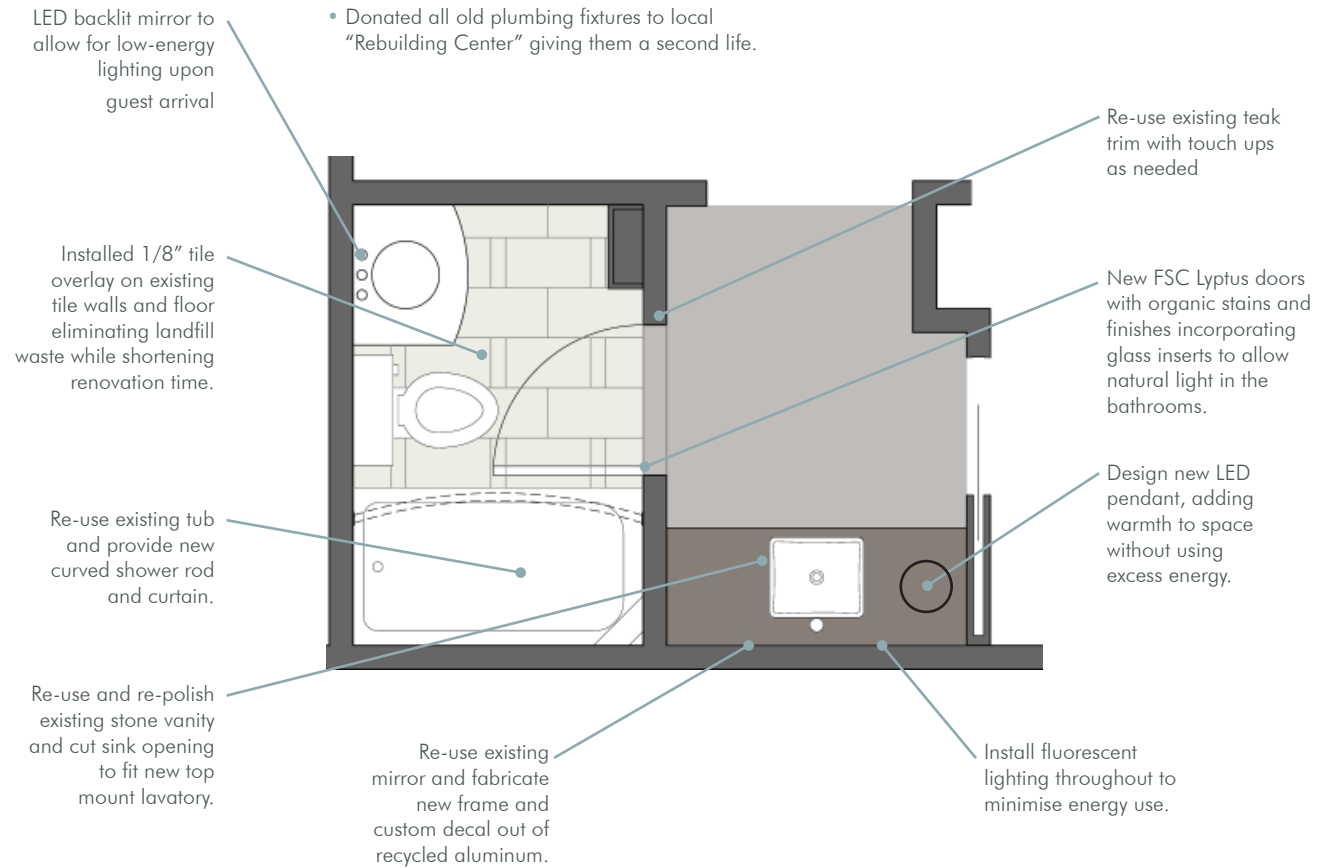 LED backlit mirror to
allow for low-energy
lighting upon
guest arrival
• Donated all old plumbing fixtures to local
“Rebuilding Center” giving them a second life.
Re-use existing teak
trim with touch ups
as needed
Installed 1/8” tile
overlay on existing
tile walls and floor
eliminating landfill
waste while shortening
renovation time.
New FSC Lyptus doors
with organic stains and
finishes incorporating
glass inserts to allow
natural light in the
bathrooms.
Re-use existing tub
and provide new
curved shower rod
and curtain.
Design new LED
pendant, adding
warmth to space
without using
excess energy.
Re-use and re-polish
existing stone vanity
and cut sink opening
to fit new top
mount lavatory.
Re-use existing
mirror and fabricate
new frame and
custom decal out of
recycled aluminum.
Install fluorescent
lighting throughout to
minimise energy use.